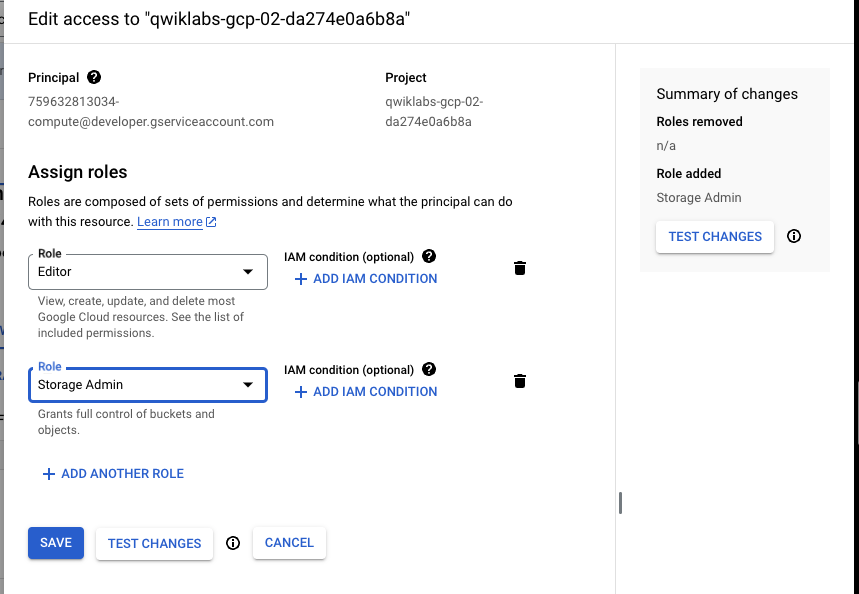 Edit access to "qwiklabs-gcp-02-da274e0a6b8a"
Principal
Project
759632813034-
compute@developer.gserviceaccount.com
qwiklabs-gcp-02-
da274e0a6b8a
Assign roles
Roles are composed of sets of permissions and determine what the principal can do
with this resource. Learn more
Role
Editor
IAM condition (optional)
ADD IAM CONDITION
View, create, update, and delete most
Google Cloud resources. See the list of
included permissions.
Role
Storage Admin
IAM condition (optional)
ADD IAM CONDITION
Grants full control of buckets and
objects.
ADD ANOTHER ROLE
SAVE
TEST CHANGES
CANCEL
Summary of changes
Roles removed
n/a
Role added
Storage Admin
TEST CHANGES